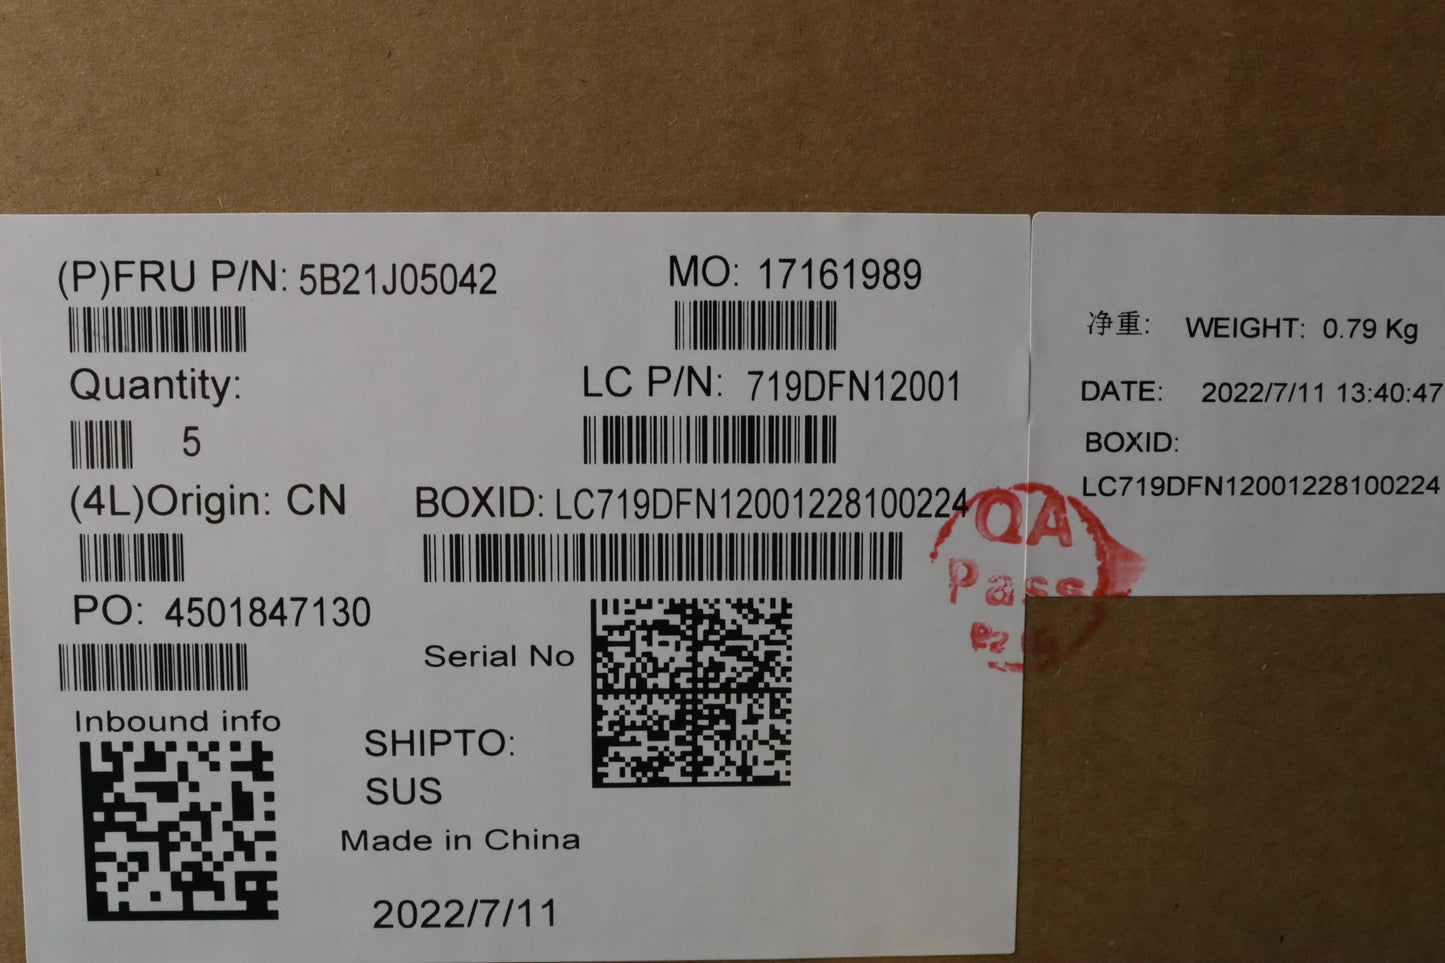 (P)FRU P/N: 5B21J05042
MO: 17161989
Quantity:
5
LC P/N: 719DFN12001
(4L)Origin: CN
BOXID: LC719DFN12001228100224
PO: 4501847130
Serial No
Inbound info
SHIPTO:
SUS
Made in China
2022/7/11
净重: WEIGHT: 0.79 Kg
DATE: 2022/7/11 13:40:47
BOXID:
LC719DFN12001228100224
QA
Pass